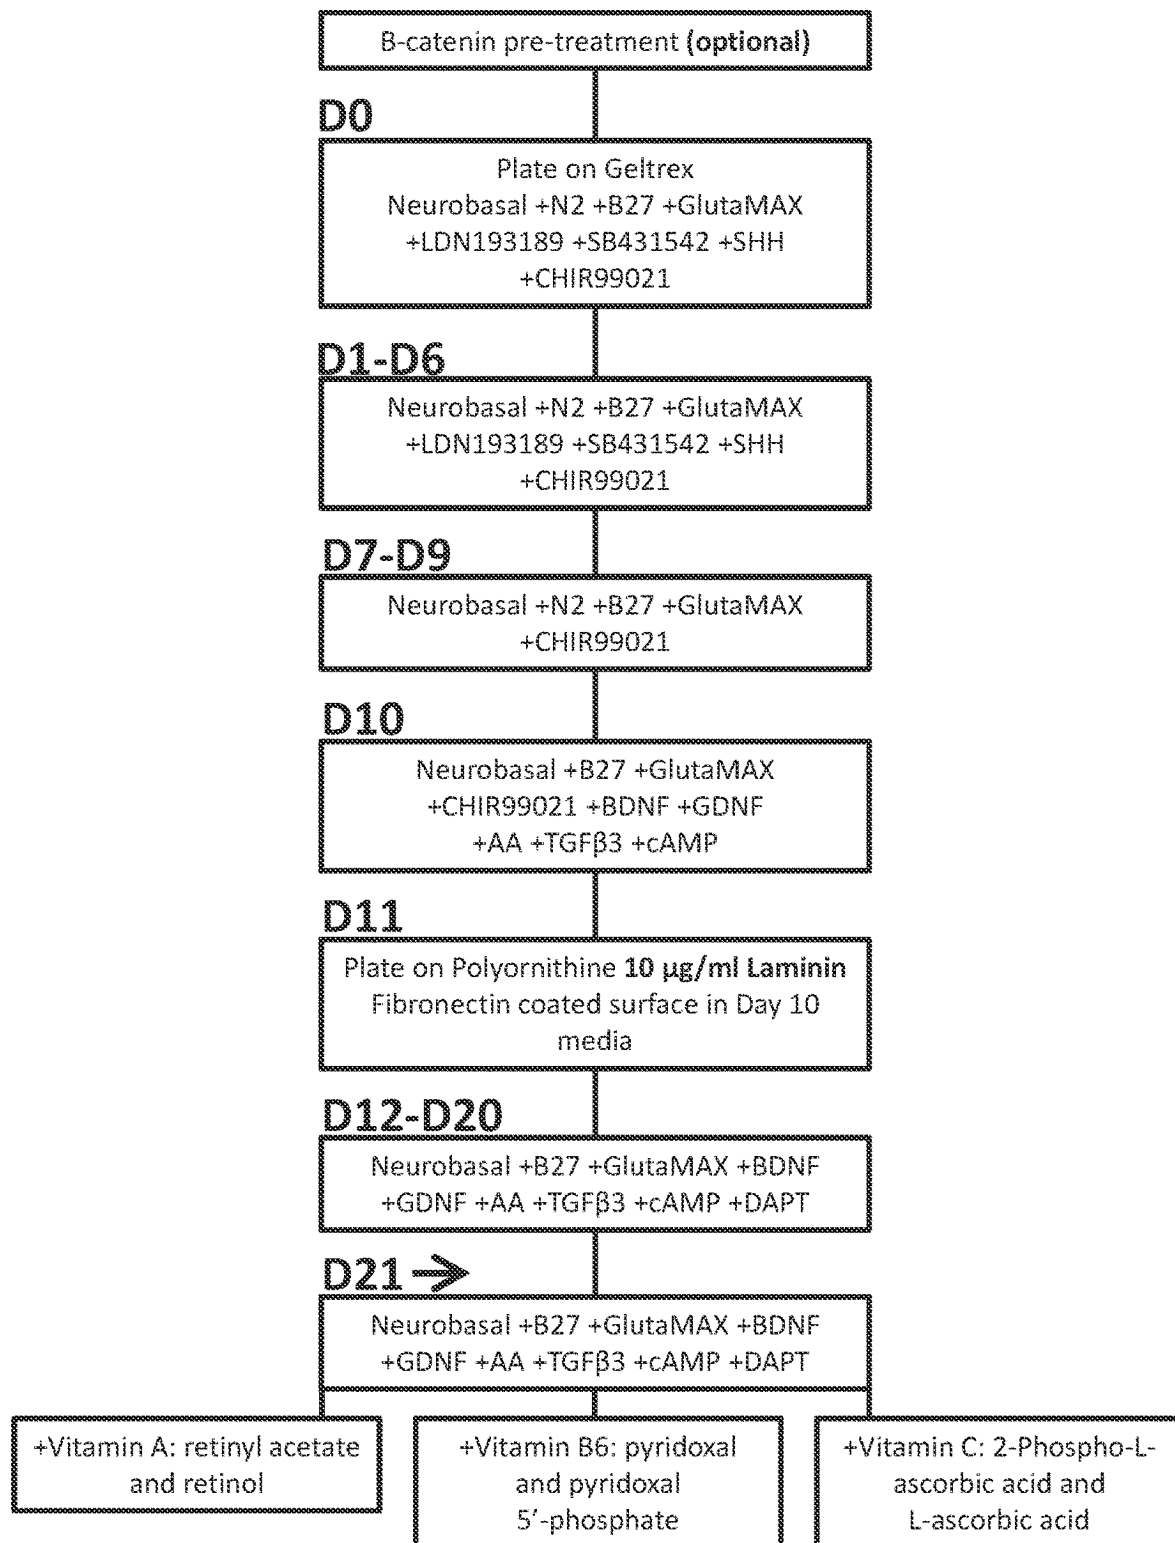 B-catenin pre-treatment (optional)
D0
Plate on Geltrex
Neurobasal +N2 +B27 +GlutaMAX
+LDN193189 +SB431542 +SHH
+CHIR99021
D1-D6
Neurobasal +N2 +B27 +GlutaMAX
+LDN193189 +SB431542 +SHH
+CHIR99021
D7-D9
Neurobasal +N2 +B27 +GlutaMAX
+CHIR99021
D10
Neurobasal +B27 +GlutaMAX
+CHIR99021 +BDNF +GDNF
+AA +TGFβ3 +cAMP
D11
Plate on Polyornithine 10 µg/ml Laminin
Fibronectin coated surface in Day 10
media
D12-D20
Neurobasal +B27 +GlutaMAX +BDNF
+GDNF +AA +TGFβ3 +cAMP +DAPT
D21 →
Neurobasal +B27 +GlutaMAX +BDNF
+GDNF +AA +TGFβ3 +cAMP +DAPT
+Vitamin A: retinyl acetate
and retinol
+Vitamin B6: pyridoxal
and pyridoxal
5′-phosphate
+Vitamin C: 2-Phospho-L-
ascorbic acid and
L-ascorbic acid